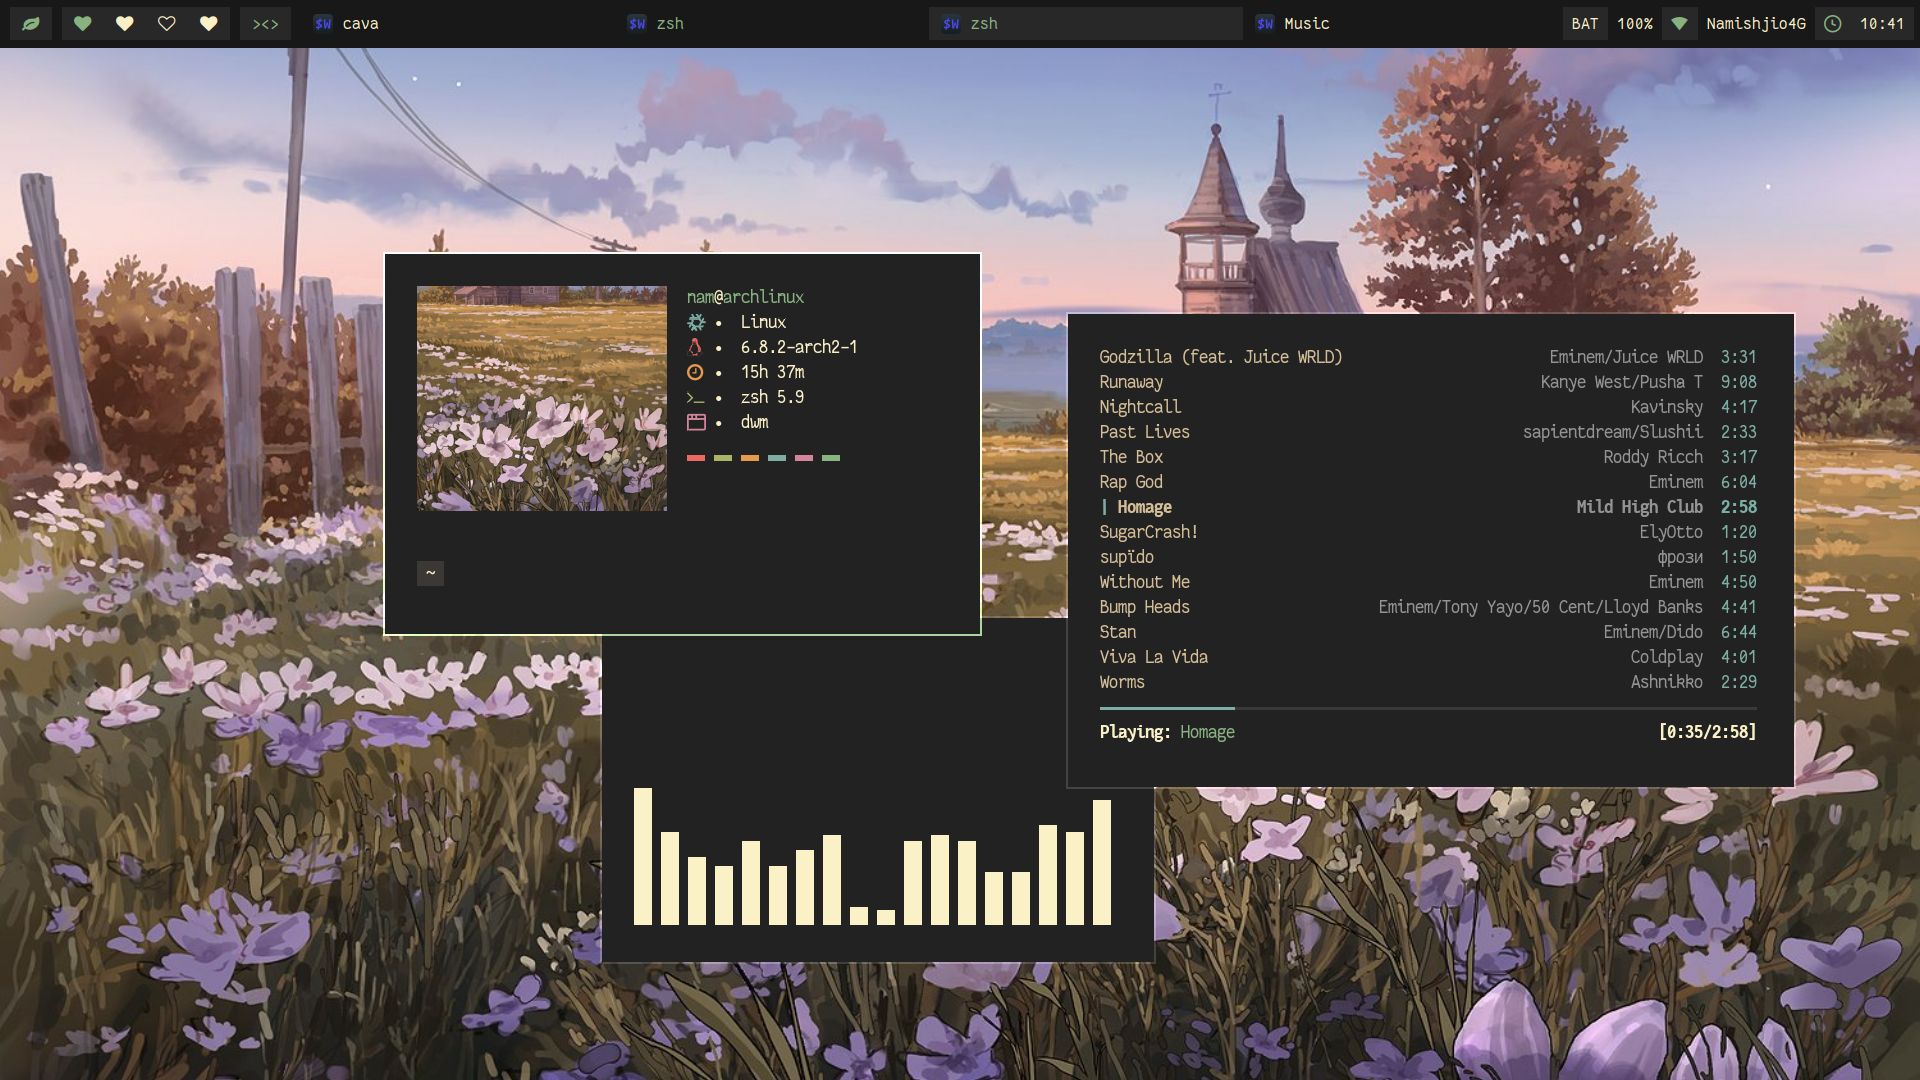 ><> $W cava $W zsh $W zsh $W Music BAT 100% Namishjio4G 10:41
nam@archlinux
• Linux
• 6.8.2-arch2-1
• 15h 37m
• zsh 5.9
• dwm
~
Godzilla (feat. Juice WRLD) Eminem/Juice WRLD 3:31
Runaway Kanye West/Pusha T 9:08
Nightcall Kavinsky 4:17
Past Lives sapientdream/Slushii 2:33
The Box Roddy Ricch 3:17
Rap God Eminem 6:04
| Homage Mild High Club 2:58
SugarCrash! ElyOtto 1:20
supïdo фрози 1:50
Without Me Eminem 4:50
Bump Heads Eminem/Tony Yayo/50 Cent/Lloyd Banks 4:41
Stan Eminem/Dido 6:44
Viva La Vida Coldplay 4:01
Worms Ashnikko 2:29
Playing: Homage [0:35/2:58]